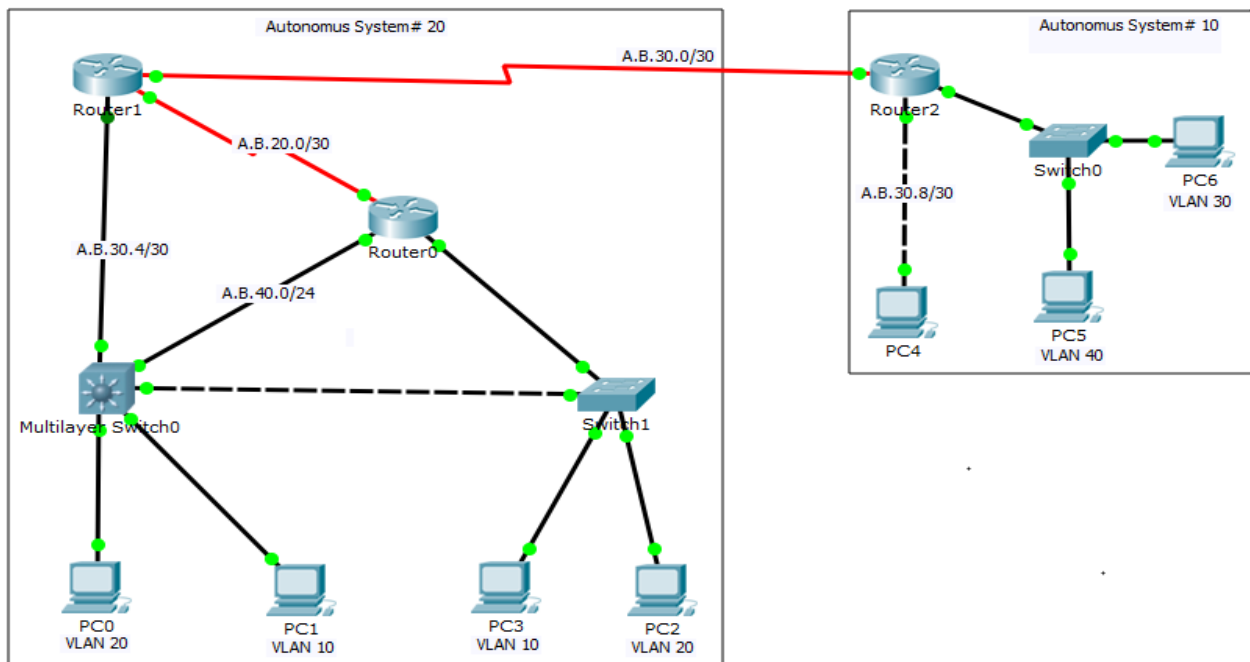 Autonomus System# 20
Autonomus System# 10
A.B.30.0/30
Router1
Router2
A.B.20.0/30
Switch0
PC6
VLAN 30
A.B.30.8/30
A.B.30.4/30
Router0
A.B.40.0/24
PC4
PC5
VLAN 40
Multilayer Switch0
Switch1
PC0
VLAN 20
PC1
VLAN 10
PC3
VLAN 10
PC2
VLAN 20